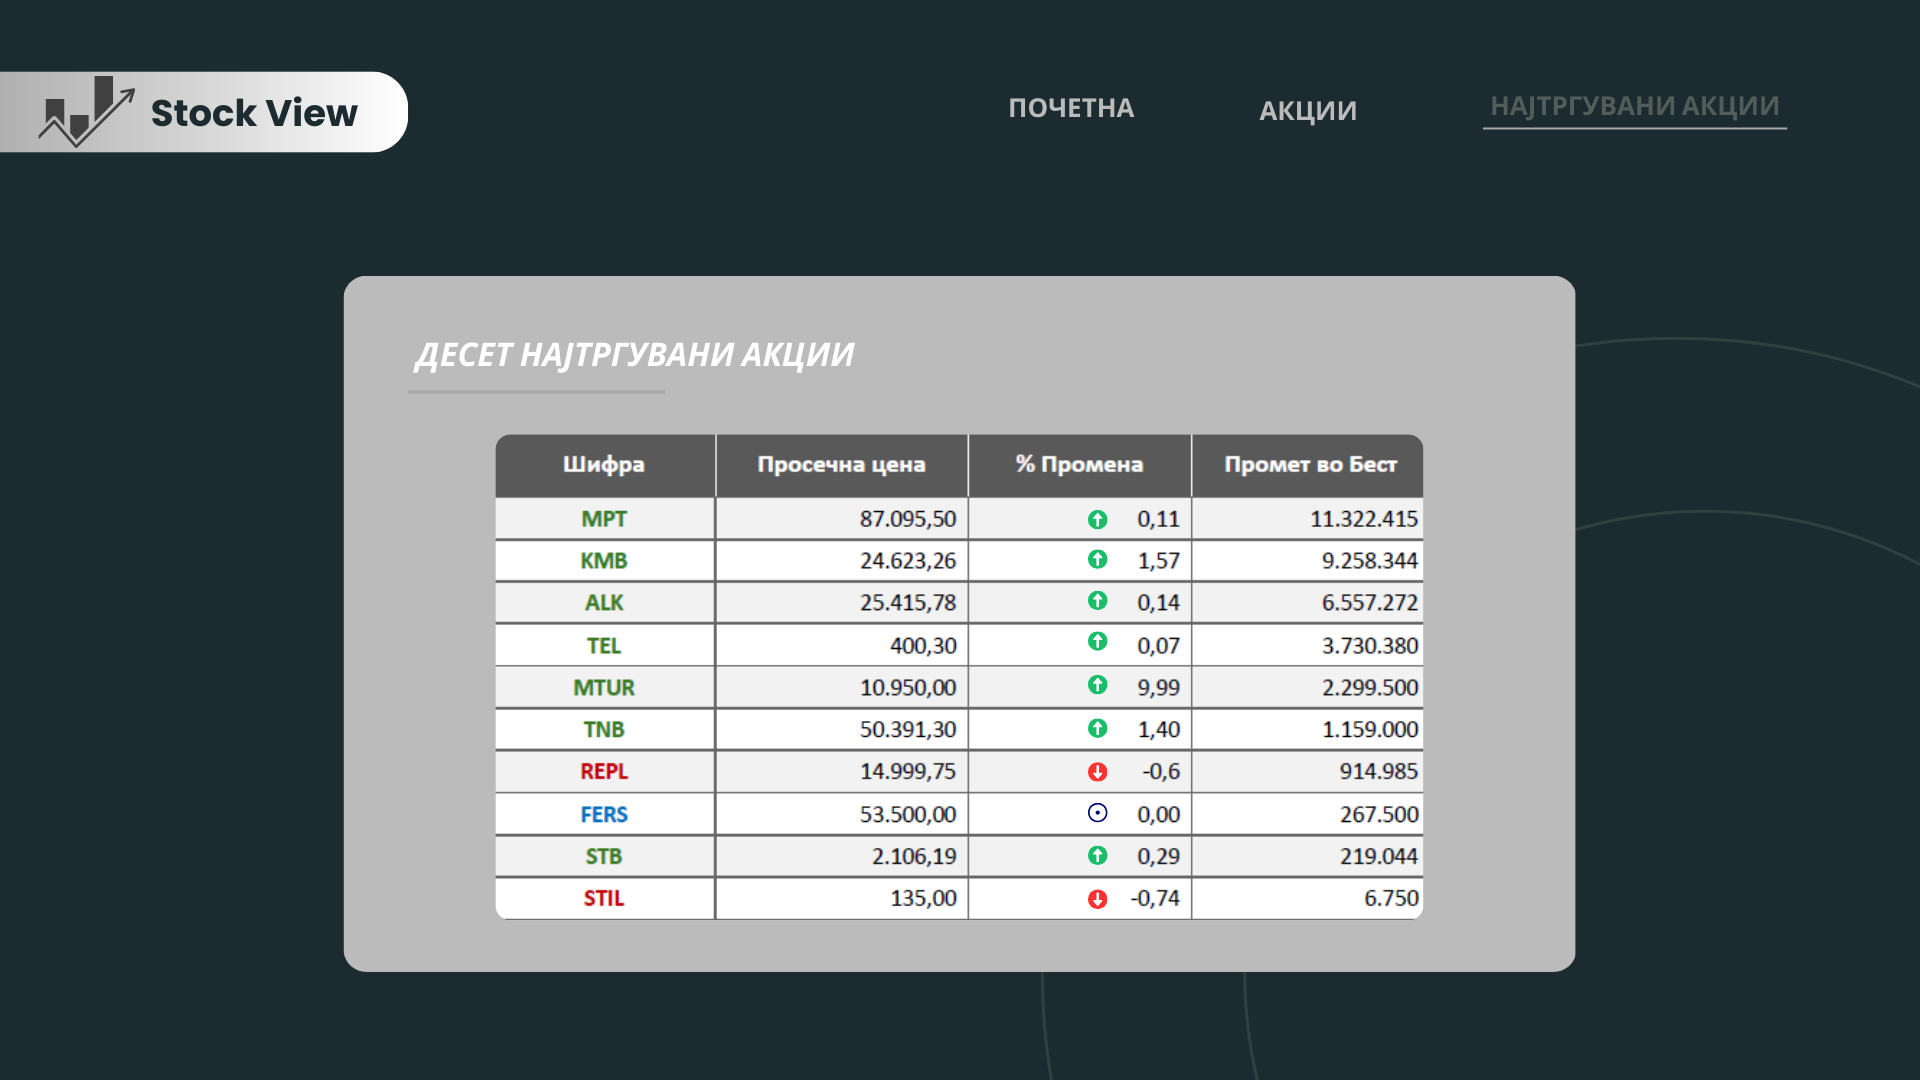 Stock View
ПОЧЕТНА АКЦИИ НАЈТРГУВАНИ АКЦИИ
ДЕСЕТ НАЈТРГУВАНИ АКЦИИ
Шифра Просечна цена % Промена Промет во Бест
MPT 87.095,50 0,11 11.322.415
KMB 24.623,26 1,57 9.258.344
ALK 25.415,78 0,14 6.557.272
TEL 400,30 0,07 3.730.380
MTUR 10.950,00 9,99 2.299.500
TNB 50.391,30 1,40 1.159.000
REPL 14.999,75 -0,6 914.985
FERS 53.500,00 0,00 267.500
STB 2.106,19 0,29 219.044
STIL 135,00 -0,74 6.750